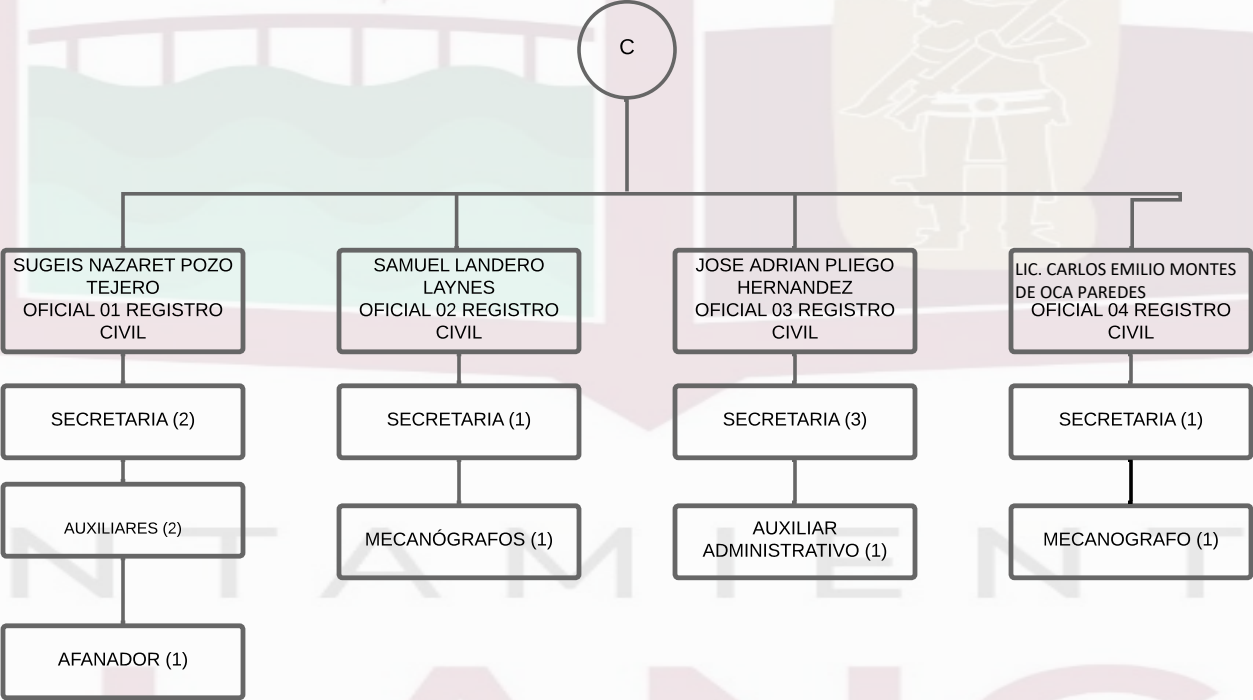 C
SUGEIS NAZARET POZO
TEJERO
OFICIAL 01 REGISTRO
CIVIL
SAMUEL LANDERO
LAYNES
OFICIAL 02 REGISTRO
CIVIL
JOSE ADRIAN PLIEGO
HERNANDEZ
OFICIAL 03 REGISTRO
CIVIL
LIC. CARLOS EMILIO MONTES
DE OCA PAREDES
OFICIAL 04 REGISTRO
CIVIL
SECRETARIA (2)
SECRETARIA (1)
SECRETARIA (3)
SECRETARIA (1)
AUXILIARES (2)
MECANÓGRAFOS (1)
AUXILIAR
ADMINISTRATIVO (1)
MECANOGRAFO (1)
NTAMIENT
AFANADOR (1)